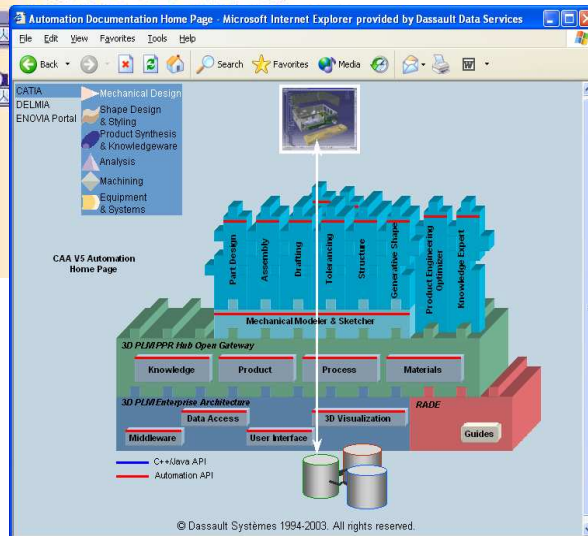 Automation Documentation Home Page - Microsoft Internet Explorer provided by Dassault Data Services
File Edit View Favorites Tools Help
Back Search Favorites Media
CATIA
DELMIA
ENOVIA Portal
Mechanical Design
Shape Design
& Styling
Product Synthesis
& Knowledgeware
Analysis
Machining
Equipment
& Systems
CAA V5 Automation
Home Page
Part Design
Assembly
Drafting
Tolerancing
Structure
Generative Shape
Product Engineering
Optimizer
Knowledge Expert
Mechanical Modeler & Sketcher
3D PLM PPR Hub Open Gateway
Knowledge Product Process Materials
3D PLM Enterprise Architecture
RADE
Data Access 3D Visualization
Middleware User Interface Guides
C++/Java API
Automation API
© Dassault Systèmes 1994-2003. All rights reserved.